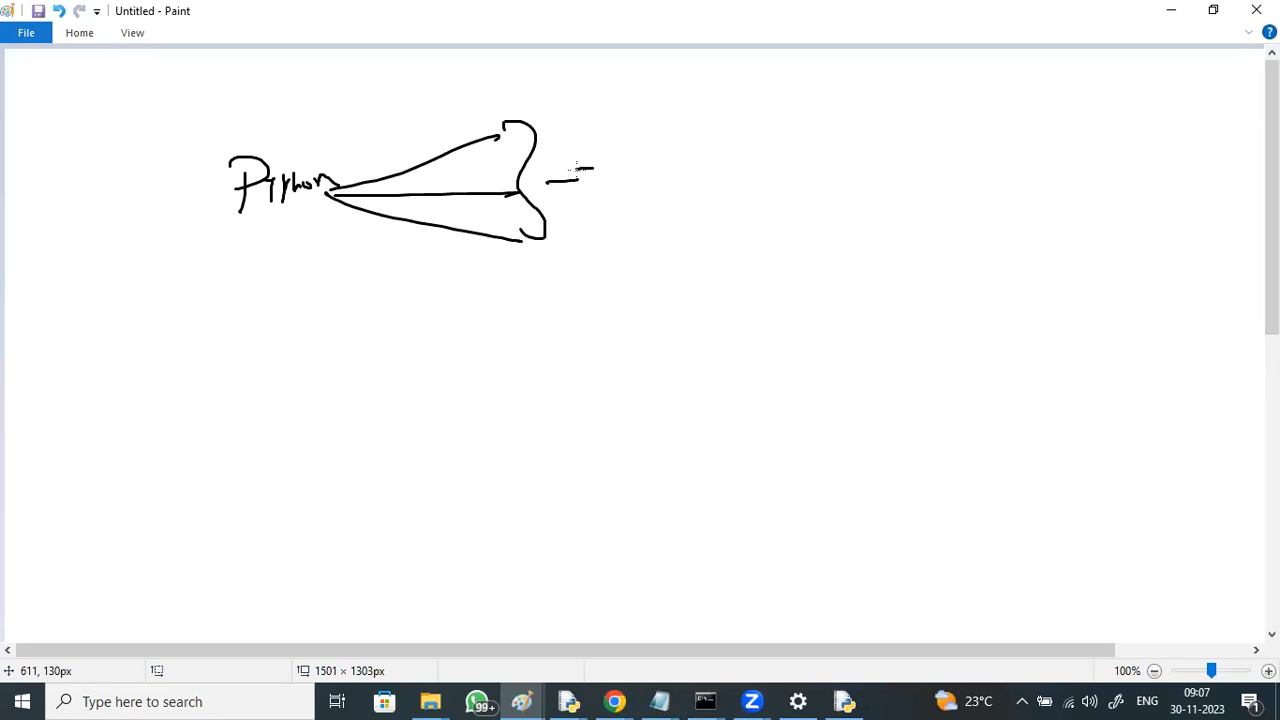 Untitled - Paint
File Home View
Python
611, 130px
1501 × 1303px
100%
Type here to search
99+
23°C
ENG
09:07
30-11-2023
1